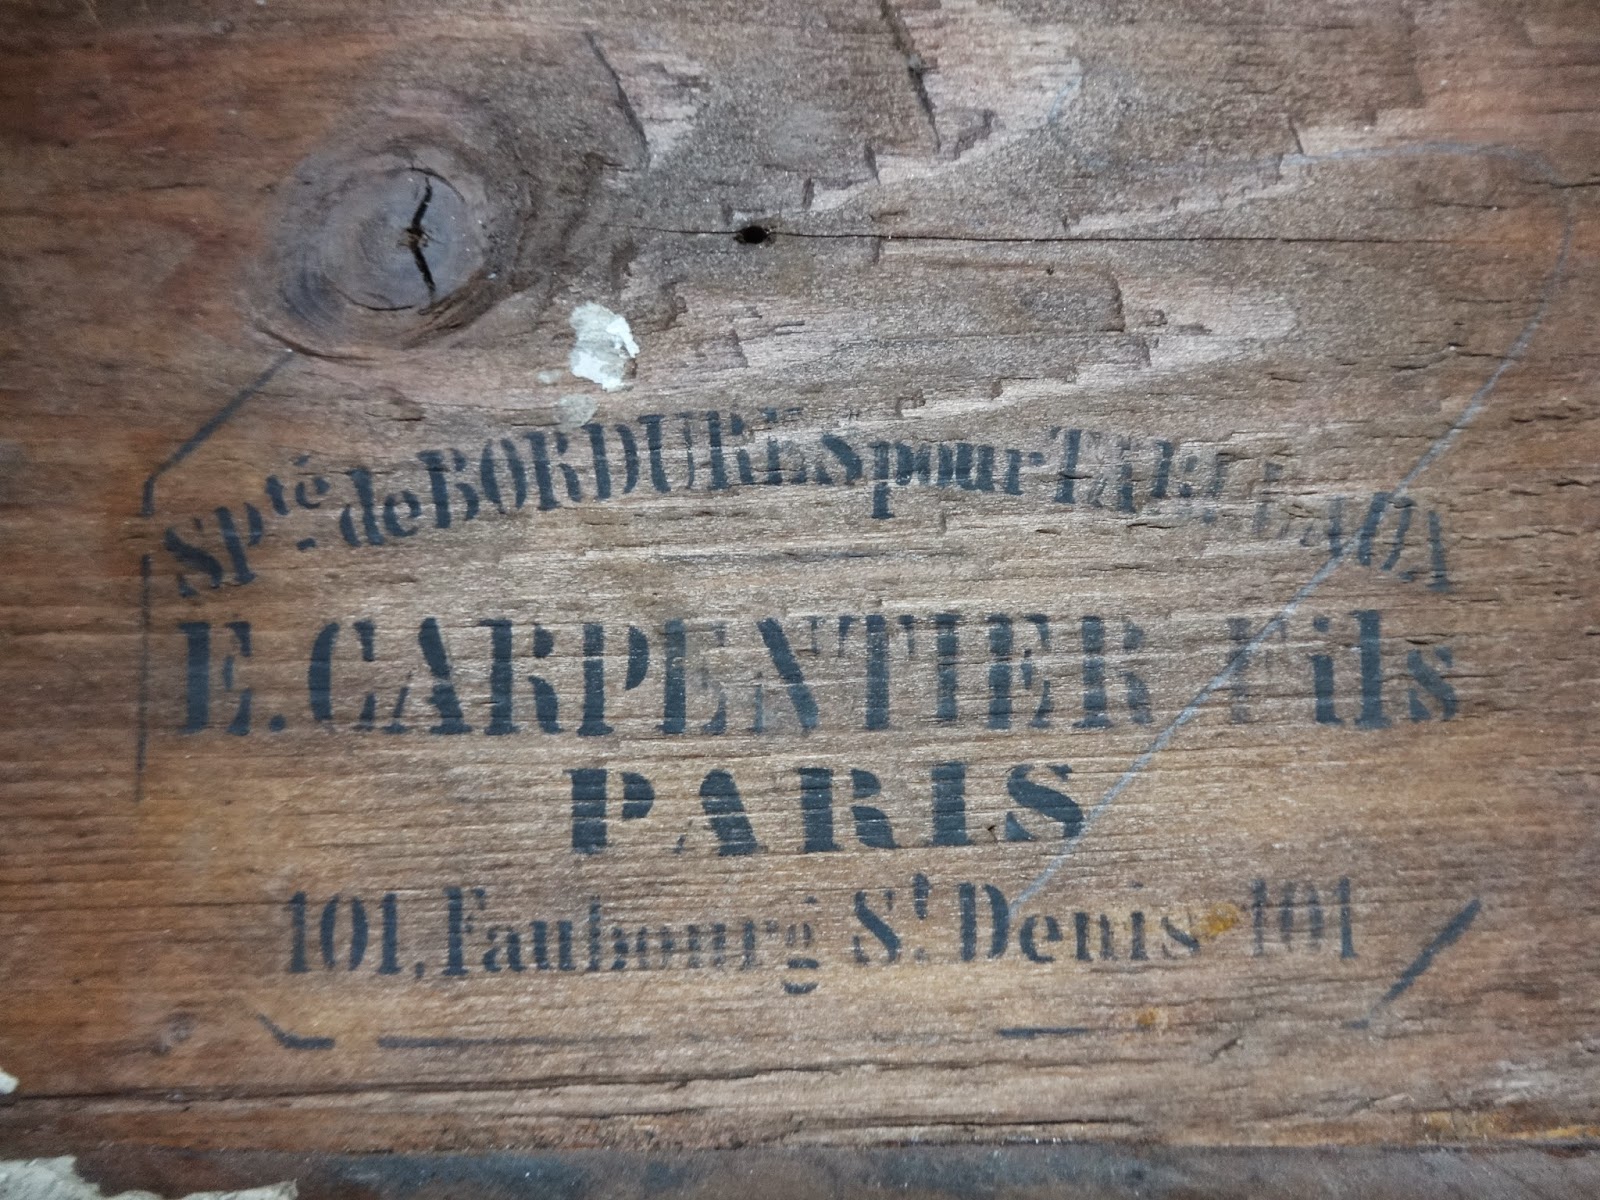 SPté. de BORDURES pour TABLEAUX
E. CARPENTIER Fils
PARIS
101, Faubourg St. Denis 101